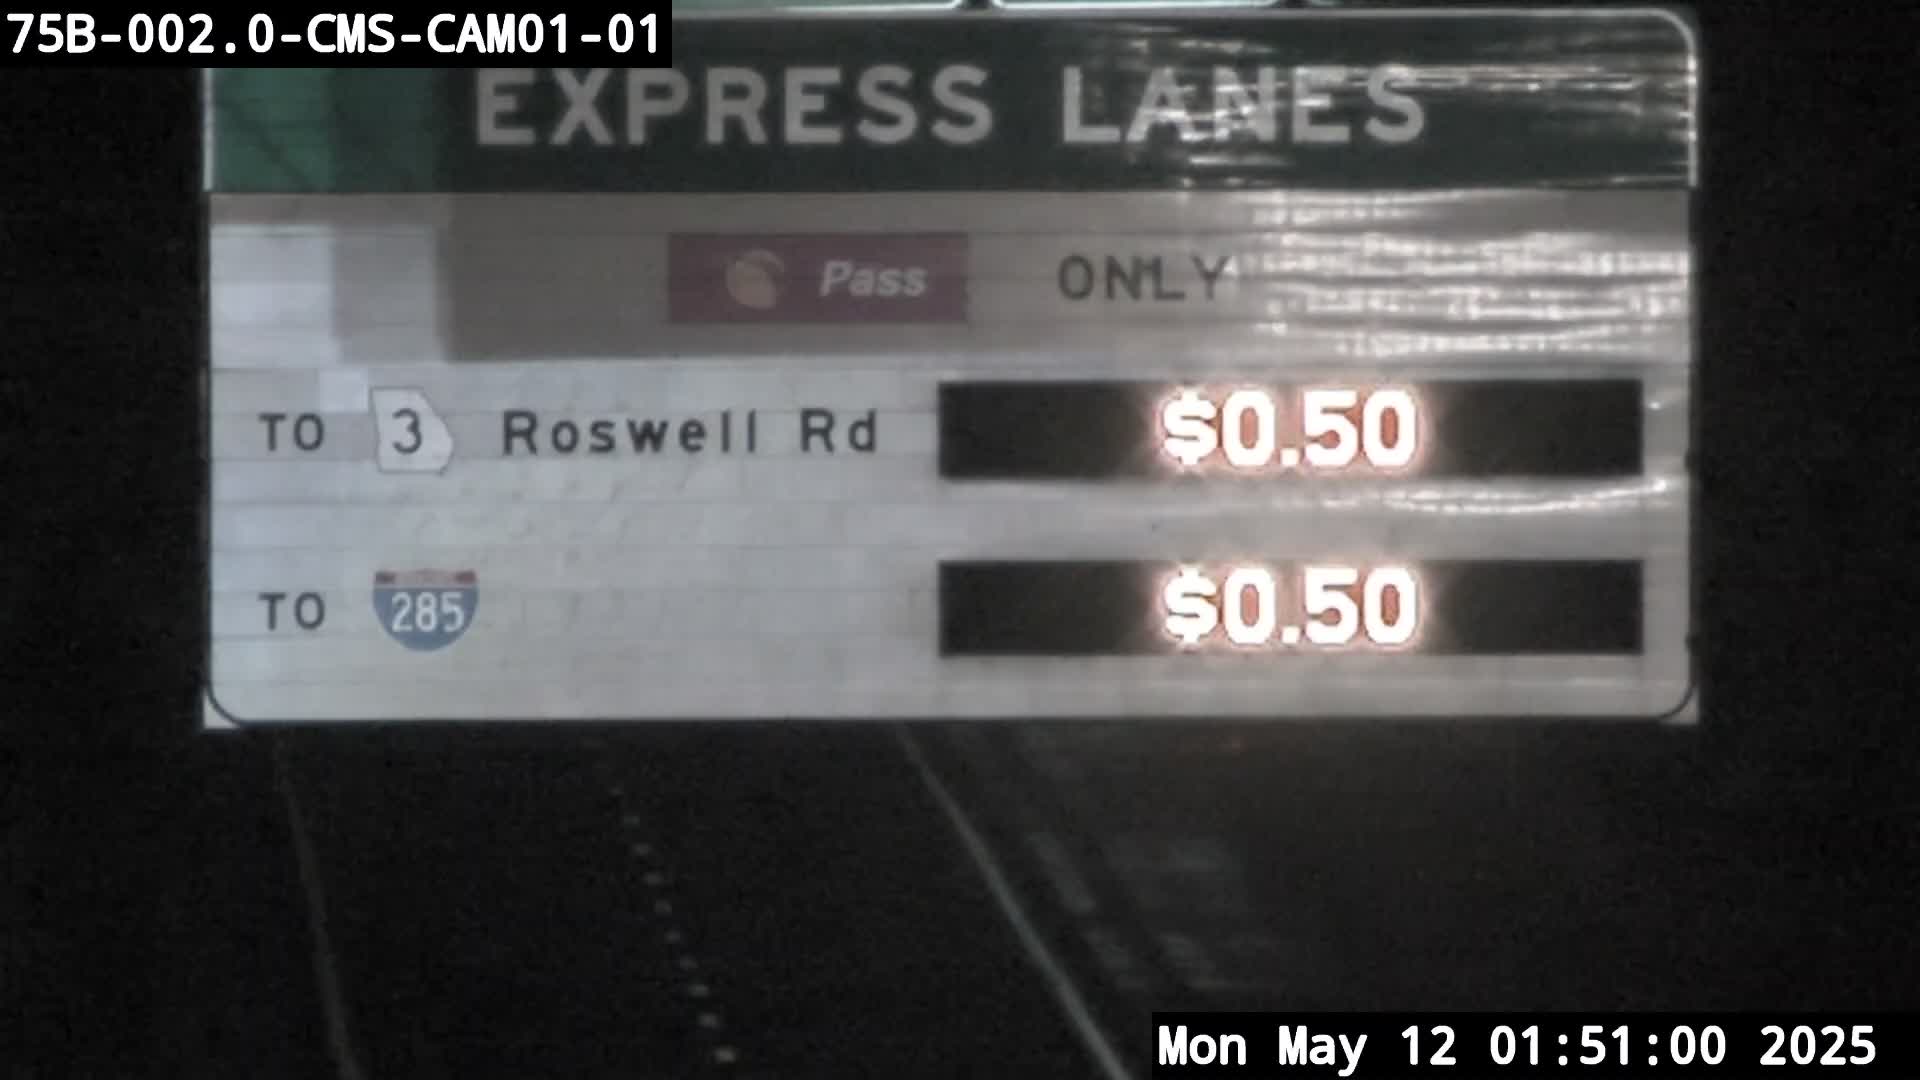 75B-002.0-CMS-CAM01-01
EXPRESS LANES
Pass ONLY
TO 3 Roswell Rd $0.50
TO 285 $0.50
Mon May 12 01:51:00 2025